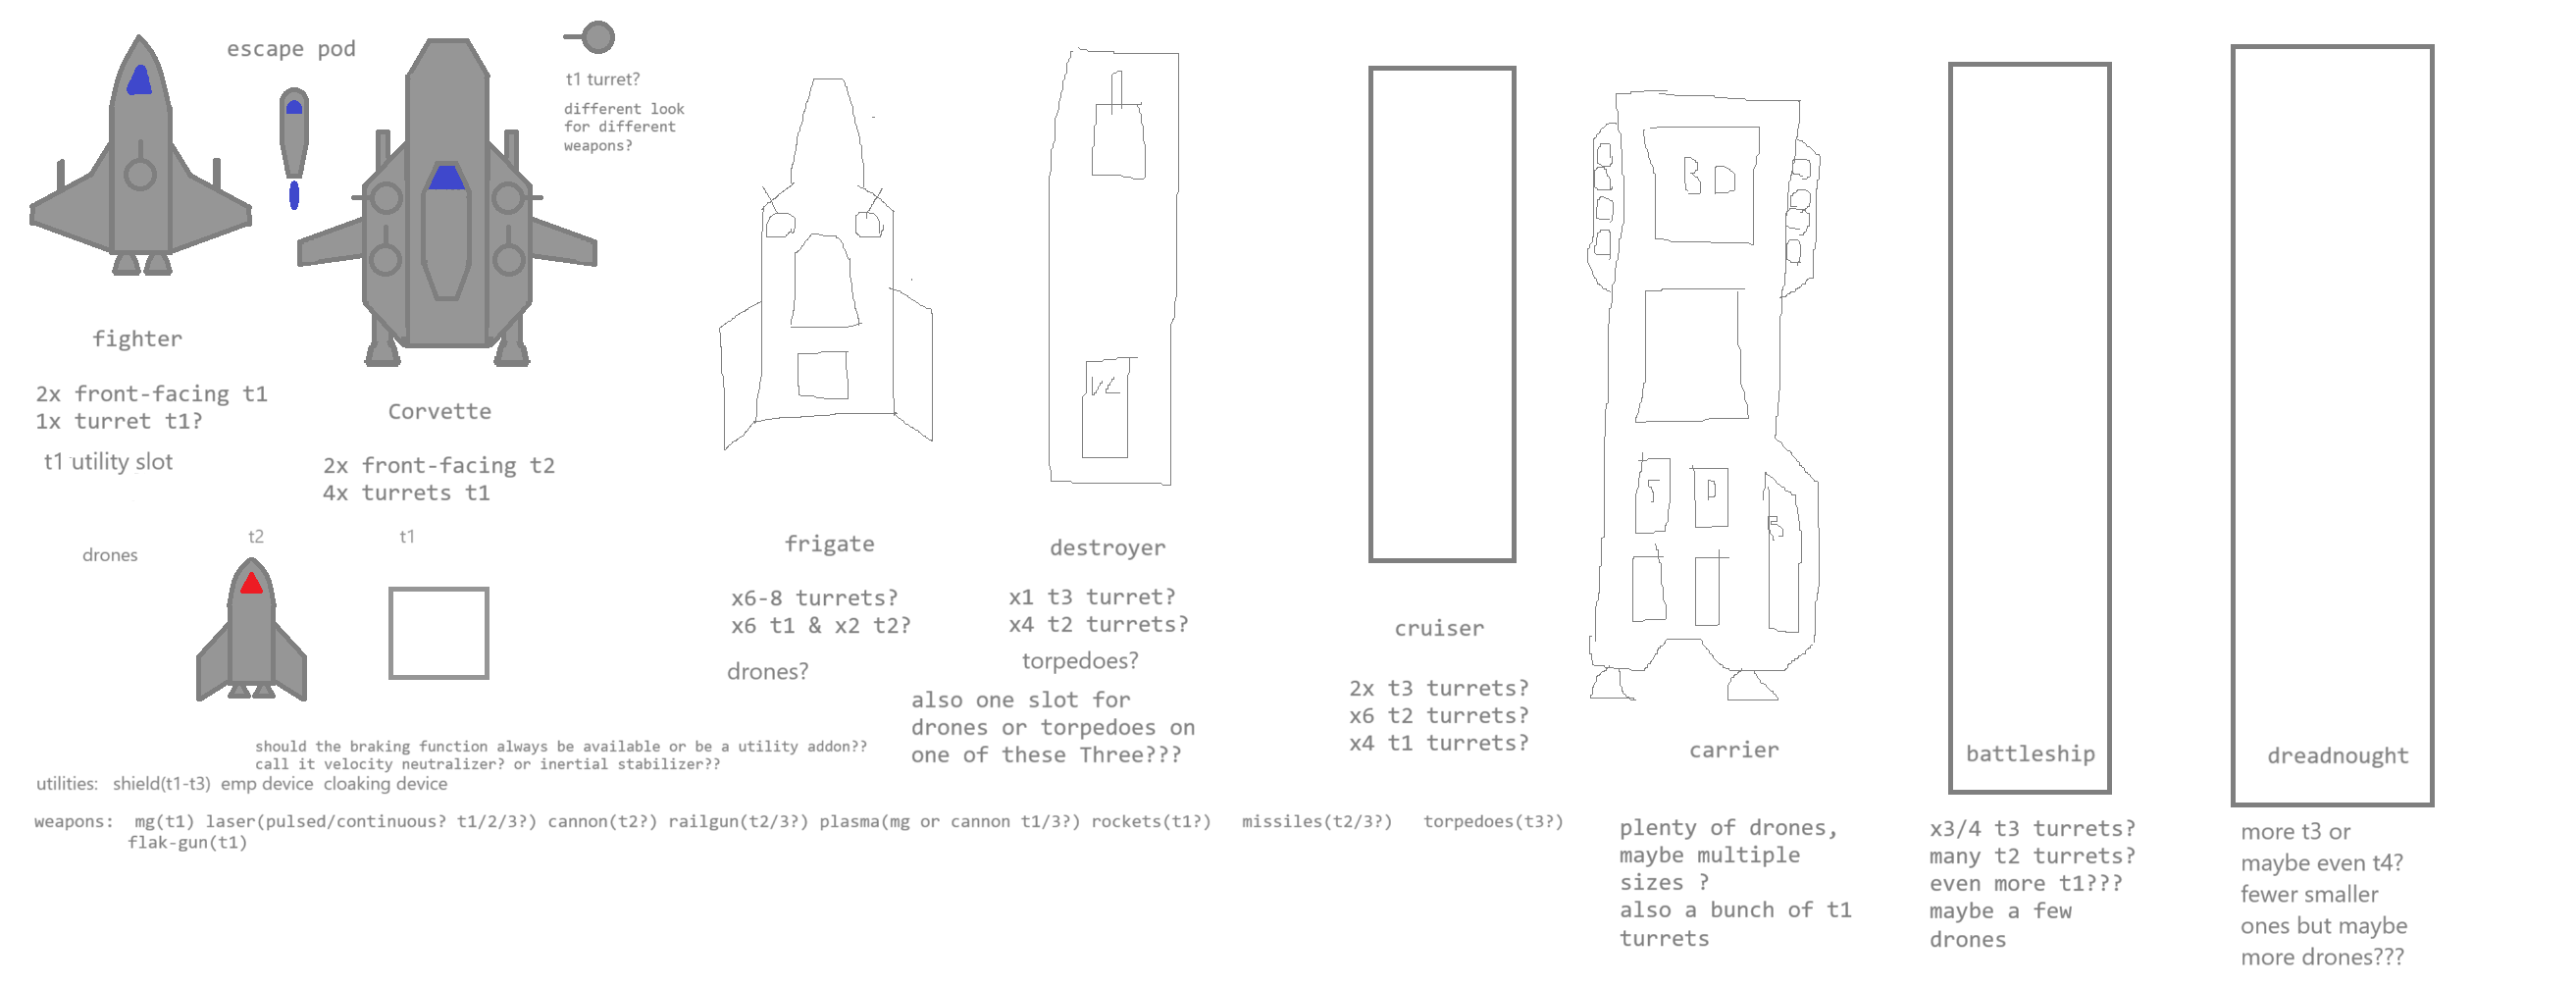 escape pod
t1 turret?
different look
for different
weapons?
fighter
2x front-facing t1
1x turret t1?
t1 utility slot
Corvette
2x front-facing t2
4x turrets t1
drones
t2
t1
frigate
x6-8 turrets?
x6 t1 & x2 t2?
drones?
VL
destroyer
x1 t3 turret?
x4 t2 turrets?
torpedoes?
also one slot for
drones or torpedoes on
one of these Three???
cruiser
2x t3 turrets?
x6 t2 turrets?
x4 t1 turrets?
BD
D
carrier
plenty of drones,
maybe multiple
sizes ?
also a bunch of t1
turrets
battleship
x3/4 t3 turrets?
many t2 turrets?
even more t1???
maybe a few
drones
dreadnought
more t3 or
maybe even t4?
fewer smaller
ones but maybe
more drones???
should the braking function always be available or be a utility addon??
call it velocity neutralizer? or inertial stabilizer??
utilities: shield(t1-t3) emp device cloaking device
weapons: mg(t1) laser(pulsed/continuous? t1/2/3?) cannon(t2?) railgun(t2/3?) plasma(mg or cannon t1/3?) rockets(t1?) missiles(t2/3?) torpedoes(t3?)
flak-gun(t1)